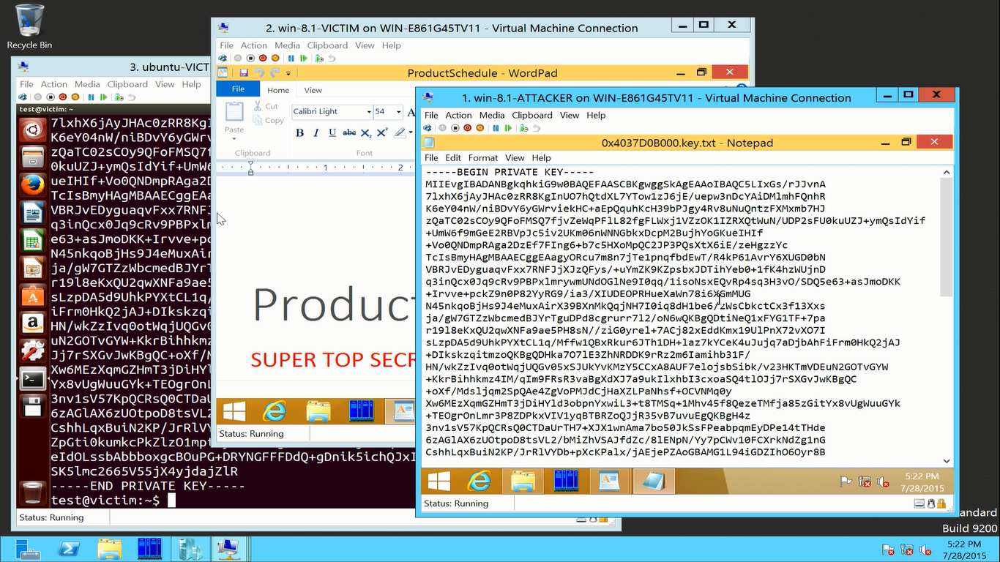 Recycle Bin
3. ubuntu-VICT
File Action Media Clipboard View Help
test@victim: ~
7lxhX6jAyJHAc0zRR8KgI
K6eY04nW/niBDvY6yGWrv
zQaTC02sCOy9QFoFMSQ7f
0kuUZJ+ymQsIdYif+UmW6
ueIHIf+Vo0QNDmpRAga2D
TcIsBmyHAgMBAAECggEAa
VBRJvEDyguaqvFxx7RNFJ
q3inQcx0Jq9cRv9PBPxlm
e63+asJmoDKK+Irvve+pc
N45nkqoBjHs9J4eMuxAir
ja/gW7GTZzWbcmedBJYrT
r19l8eKxQU2qwXNFa9ae5
sLzpDA5d9UhkPYXtCL1q/
iFrm0HkQ2jAJ+DIkskzqi
HN/wkZzIvq0otWqjUQGv0
uN2GOTvGYW+KkrBihhkmz
Jj7rSXGvJwKBgQC+oXf/M
Xw6MEzXqmGZHmT3jDiHYl
Yx8vUgWuuGYk+TEOgrOnL
3nv1sV57KpQCRsQ0CTDaU
6zAGlAX6zUOtpoD8tsVL2
CshhLqxBuiN2KP/JrRlVY
ZpGti0kumkcPkZlzO1mpt
eIdOLssbAbbboxgcBOuPG+DRYNGFFFDdQ+gDnik5ichQJxI
SK5lmc2665V55jX4yjdajZlR
-----END PRIVATE KEY-----
test@victim:~$
Status: Running
2. win-8.1-VICTIM on WIN-E861G45TV11 - Virtual Machine Connection
File Action Media Clipboard View Help
ProductSchedule - WordPad
File Home View
Paste
Cut
Copy
Clipboard
Calibri Light 54 A
B I U abc X₂ X²
Font
1 2
Product
SUPER TOP SECR
Status: Running
1. win-8.1-ATTACKER on WIN-E861G45TV11 - Virtual Machine Connection
File Action Media Clipboard View Help
0x4037D0B000.key.txt - Notepad
File Edit Format View Help
-----BEGIN PRIVATE KEY-----
MIIEvgIBADANBgkqhkiG9w0BAQEFAASCBKgwggSkAgEAAoIBAQC5LIxGs/rJJvnA
7lxhX6jAyJHAc0zRR8KgInUO7hQtdXL7YTow1zJ6jE/uepw3nDcYAiDMlmhFQnhR
K6eY04nW/niBDvY6yGWrviekHC+aEpQquhKcH39bPJgy4Rv8uNuQntzFXMxmb7HJ
zQaTC02sCOy9QFoFMSQ7fjvZeWqPFlL82fgFLWxj1VZzOK1IZRXQtWuN/UDP2sFU0kuUZJ+ymQsIdYif
+UmW6dmpGeE2RBVpJc5iv2UKm06nWNNGbkxDcpM2BujhYoGKueIHIf
+Vo0QNDmpRAga2DzEf7FIng6+b7c5HXoMpQC2JP3PQsXtX6iE/zeHgzzYc
TcIsBmyHAgMBAAECggEAagyORcu7m8n7jTe1pnqfbdEwT/R4kP61AvrY6XUGD0bN
VBRJvEDyguaqvFxx7RNFJjXJzQFys/+uYmZK9KZpsbxJDTihYeb0+1fK4hzWUjnD
q3inQcx0Jq9cRv9PBPxlmrywmUNdOGlNe9I0qq/1isoNsxEQvRp4sq3H3vO/SDQ5e63+asJmoDKK
+Irvve+pckZ9n0P82YyRG9/ia3/XIUDEOPRHueXaWn78i6XGmMUG
N45nkqoBjHs9J4eMuxAirX39BXnMkQqjNH7I0iq8dH1be6/2WsCbkctCx3f13Xxs
ja/gW7GTZzWbcmedBJYrTguDPd8cgrurr7l2/oN6wQKBgQDtiNeQ1xFYG1TF+7pa
r19l8eKxQU2qwXNFa9ae5PH8sN//ziG0yrel+7ACj82xEddKmx19UlPnX72vXO7I
sLzpDA5d9UhkPYXtCL1q/Mffw1QBxRkur6JTh1DH+laz7kYCeK4uJujq7aDjbAhFiFrm0HkQ2jAJ
+DIkskzqitmzoQKBgQDHka7O7lE3ZhNRDDK9rRz2m6Iamihb31F/
HN/wkZzIvq0otWqjUQGv05xSJUkYvKMzY5CCxA8AUF7elojsbSibk/v23HKTmVDEuN2GOTvGYW
+KkrBihhkmz4IM/qIm9FRsR3vaBgXdXJ7a9ukIlxhbI3cxoaSQ4tlOJj7rSXGvJwKBgQC
+oXf/Mdsljqm2SpQAe4ZgVoPMJdCjHaXZLPaNhsf+OCVNMq0y
Xw6MEzXqmGZHmT3jDiHYld3obpnYxwiL3+t8TMSq+1Mhv45f8QezeTMfja85zGitYx8vUgWuuGYk
+TEOgrOnLmr3P8ZDPkxVIV1yqBTBRZoQJjR35vB7uvuEgQKBgH4z
3nv1sV57KpQCRsQ0CTDaUrTH7+XJX1wnAma7bo50JkSsFPeabpqmEyDPe14tTHde
6zAGlAX6zUOtpoD8tsVL2/bMiZhVSAJfdZc/8lENpN/Yy7pCWv10FCXrkNdZg1nG
CshhLqxBuiN2KP/JrRlVYDb+pXcKPalx/jAEjePZAoGBAMG1L94iGDZIhO6Oyr8B
5:22 PM
7/28/2015
Status: Running
andard
Build 9200
5:22 PM
7/28/2015